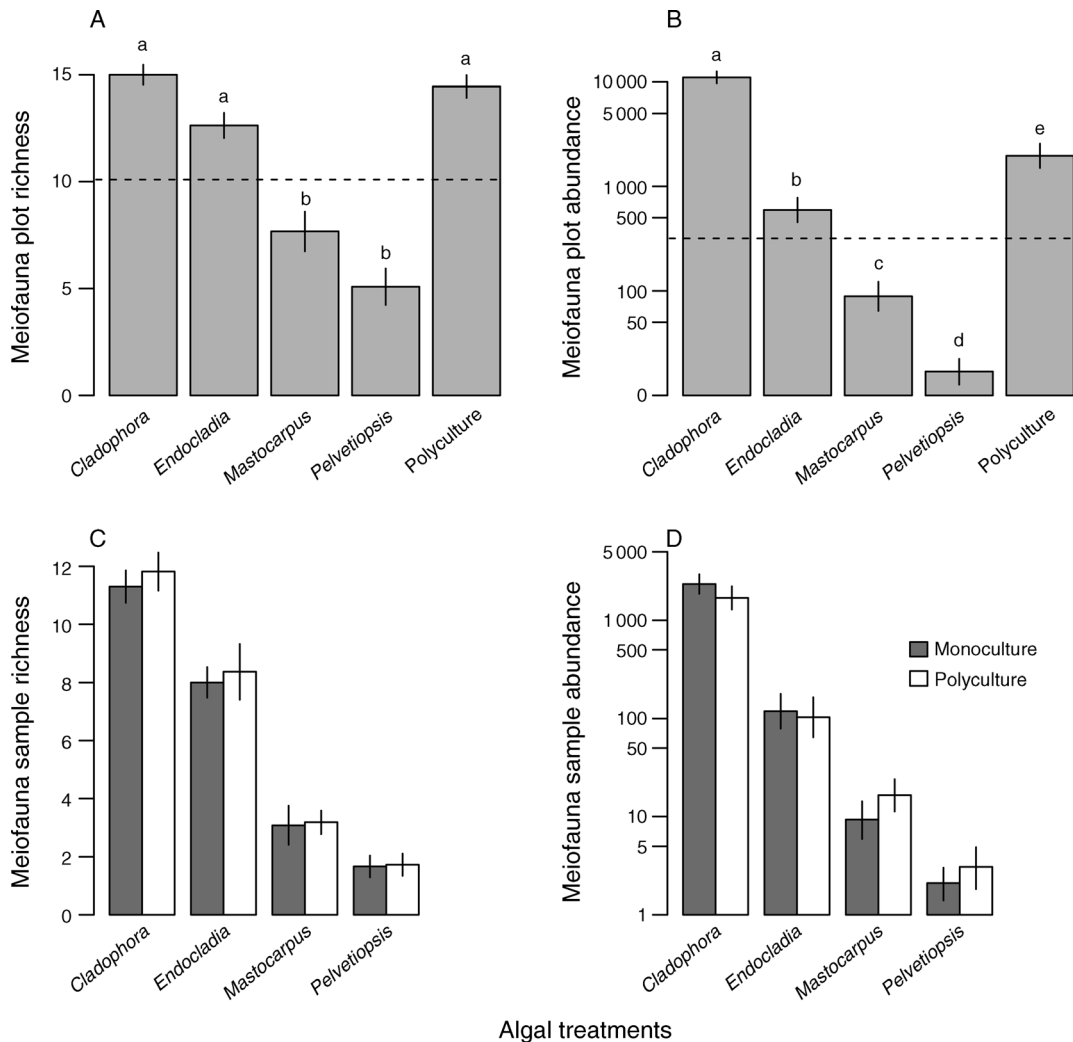 A
Meiofauna plot richness
15
10
5
0
a
a
b
b
a
Cladophora
Endocladia
Mastocarpus
Pelvetiopsis
Polyculture
B
Meiofauna plot abundance
10 000
5 000
1 000
500
100
50
0
a
b
c
d
e
Cladophora
Endocladia
Mastocarpus
Pelvetiopsis
Polyculture
C
Meiofauna sample richness
12
10
8
6
4
2
0
Cladophora
Endocladia
Mastocarpus
Pelvetiopsis
D
Meiofauna sample abundance
5 000
1 000
500
100
50
10
5
1
Monoculture
Polyculture
Cladophora
Endocladia
Mastocarpus
Pelvetiopsis
Algal treatments